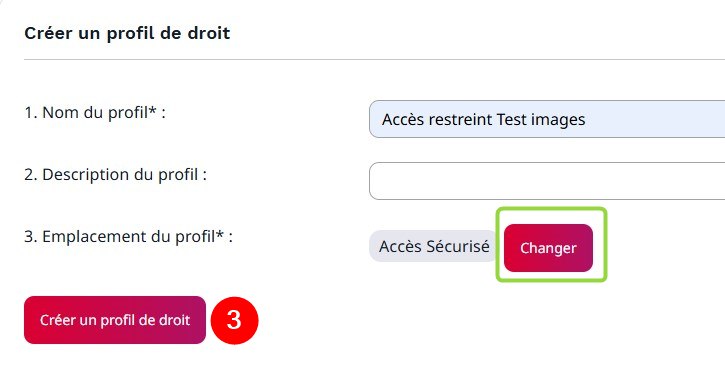 Créer un profil de droit
1. Nom du profil* :
Accès restreint Test images
2. Description du profil :
3. Emplacement du profil* :
Accès Sécurisé
Changer
Créer un profil de droit
3